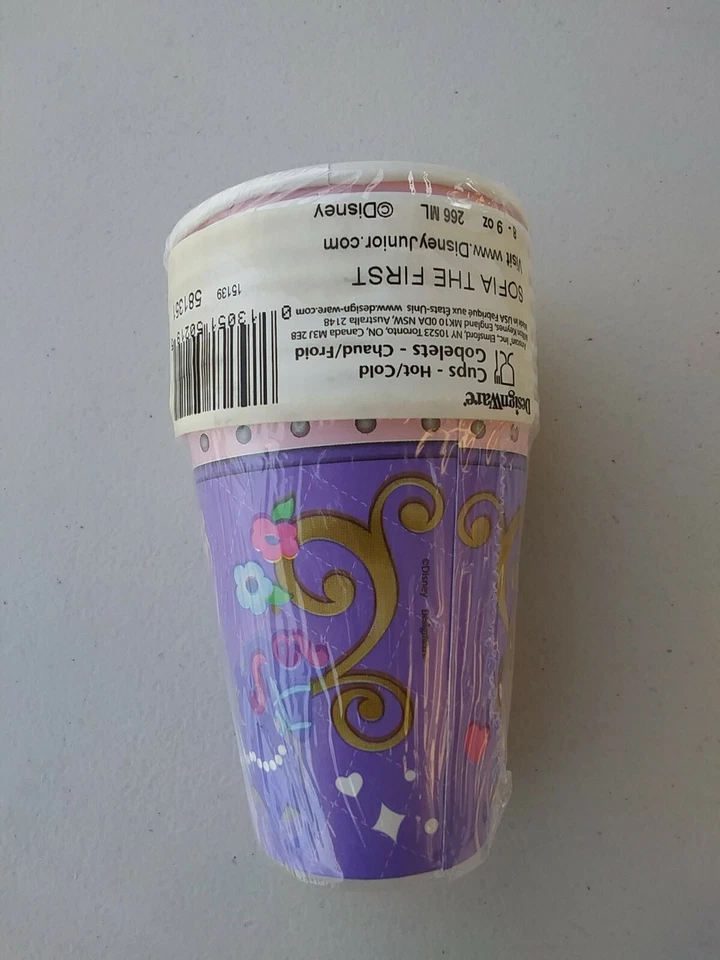 DesignWare®
Cups - Hot/Cold
Gobelets - Chaud/Froid
Amscan® Inc., Elmsford, NY 10523 Toronto, ON, Canada M3J 2E8
Milton Keynes, England, MK10 0DA NSW, Australia 2148
Made in USA Fabriqué aux États-Unis www.design-ware.com
SOFIA THE FIRST
Visit www.DisneyJunior.com
8 - 9 oz 266 ML ©Disney
15139
©Disney